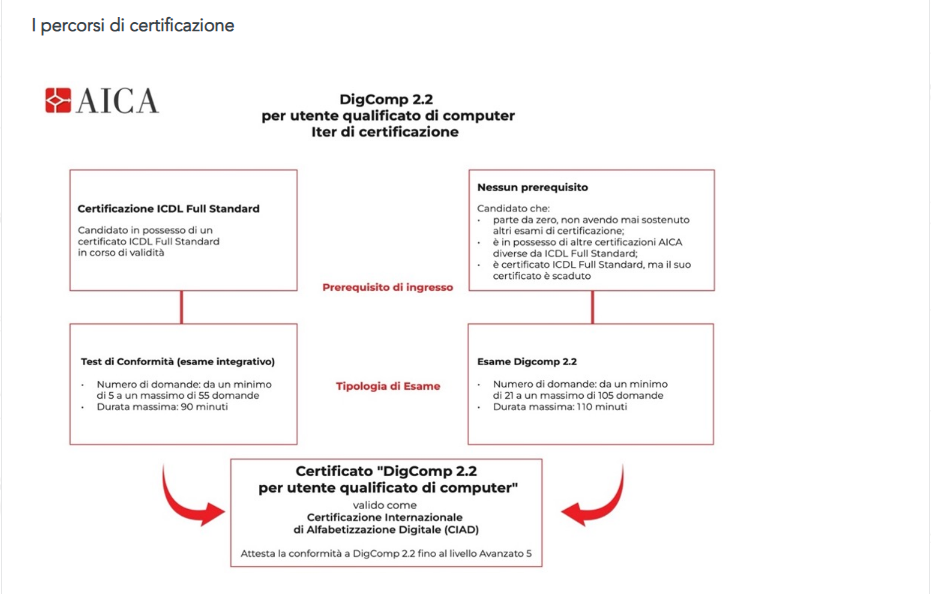 I percorsi di certificazione
AICA
DigComp 2.2
per utente qualificato di computer
Iter di certificazione
Certificazione ICDL Full Standard
Candidato in possesso di un
certificato ICDL Full Standard
in corso di validità
Nessun prerequisito
Candidato che:
• parte da zero, non avendo mai sostenuto
altri esami di certificazione;
• è in possesso di altre certificazioni AICA
diverse da ICDL Full Standard;
• è certificato ICDL Full Standard, ma il suo
certificato è scaduto
Prerequisito di ingresso
Test di Conformità (esame integrativo)
• Numero di domande: da un minimo
di 5 a un massimo di 55 domande
• Durata massima: 90 minuti
Tipologia di Esame
Esame Digcomp 2.2
• Numero di domande: da un minimo
di 21 a un massimo di 105 domande
• Durata massima: 110 minuti
Certificato "DigComp 2.2
per utente qualificato di computer"
valido come
Certificazione Internazionale
di Alfabetizzazione Digitale (CIAD)
Attesta la conformità a DigComp 2.2 fino al livello Avanzato 5